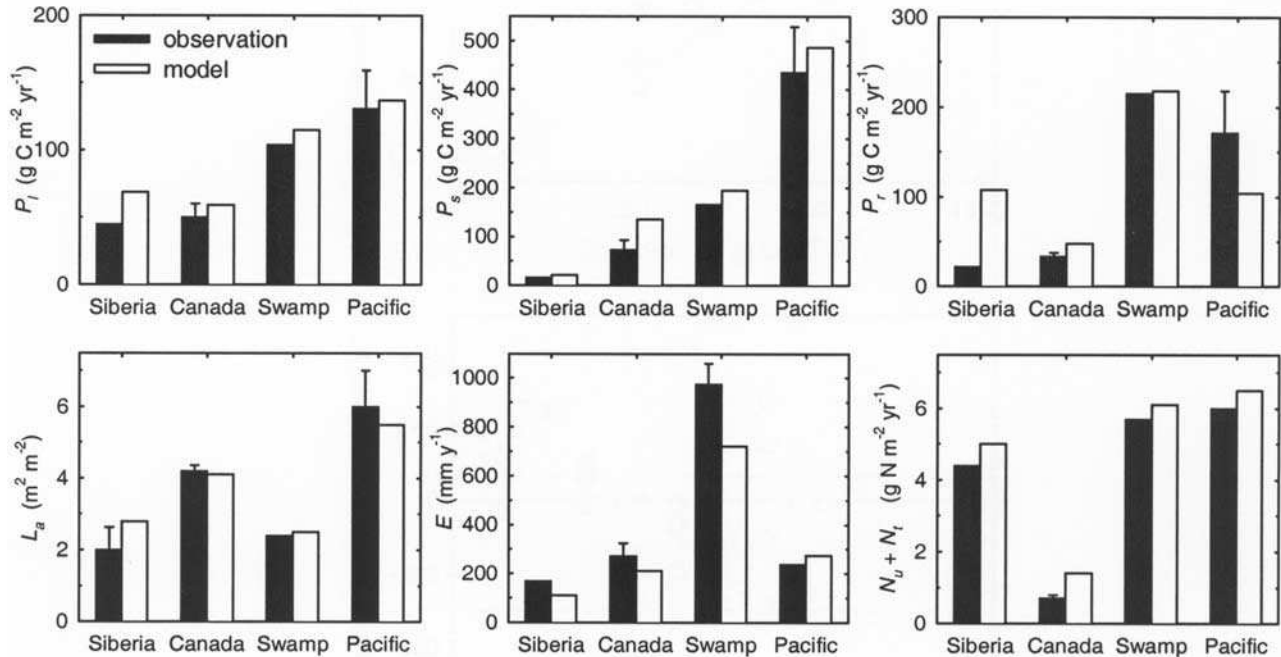 200
100
0
P_l (g C m⁻² yr⁻¹)
observation
model
Siberia Canada Swamp Pacific
500
400
300
200
100
0
P_s (g C m⁻² yr⁻¹)
Siberia Canada Swamp Pacific
300
200
100
0
P_r (g C m⁻² yr⁻¹)
Siberia Canada Swamp Pacific
6
4
2
0
L_a (m² m⁻²)
Siberia Canada Swamp Pacific
1000
800
600
400
200
0
E (mm y⁻¹)
Siberia Canada Swamp Pacific
6
4
2
0
N_u + N_t (g N m⁻² yr⁻¹)
Siberia Canada Swamp Pacific